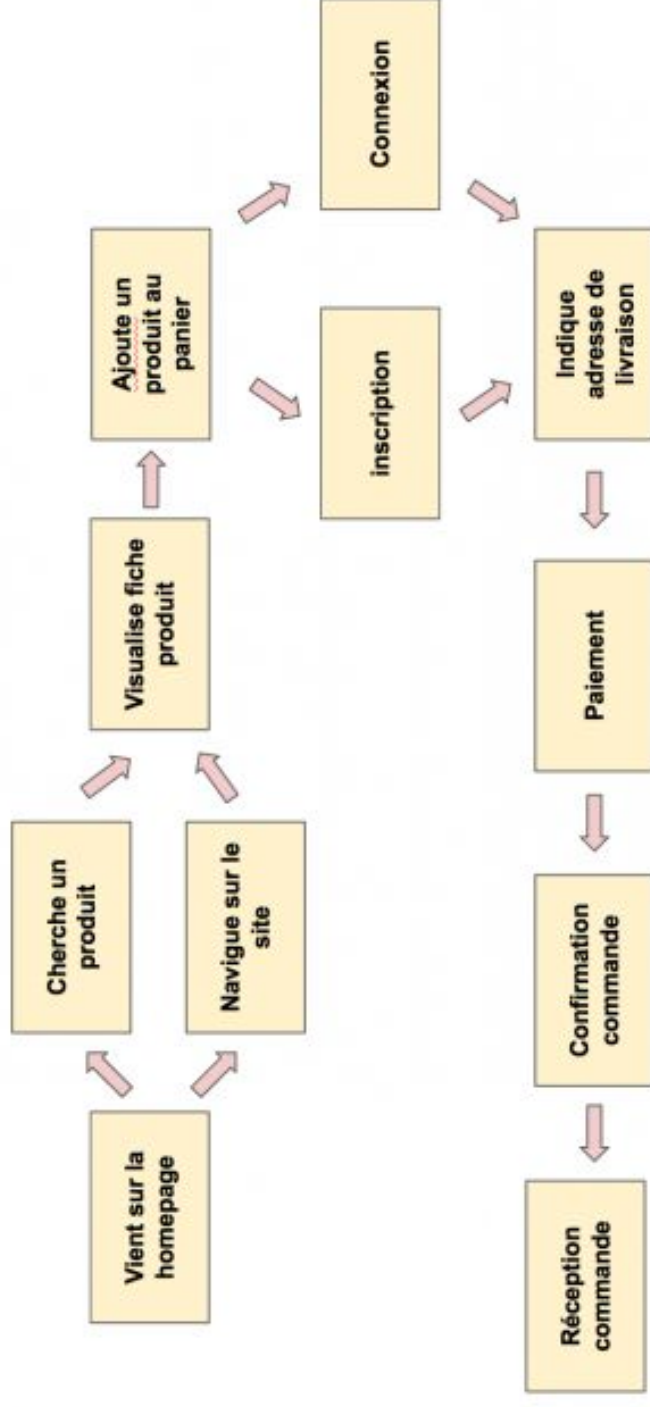 Vient sur la
homepage
Cherche un
produit
Navigue sur le
site
Visualise fiche
produit
Ajoute un
produit au
panier
inscription
Connexion
Indique
adresse de
livraison
Paiement
Confirmation
commande
Réception
commande